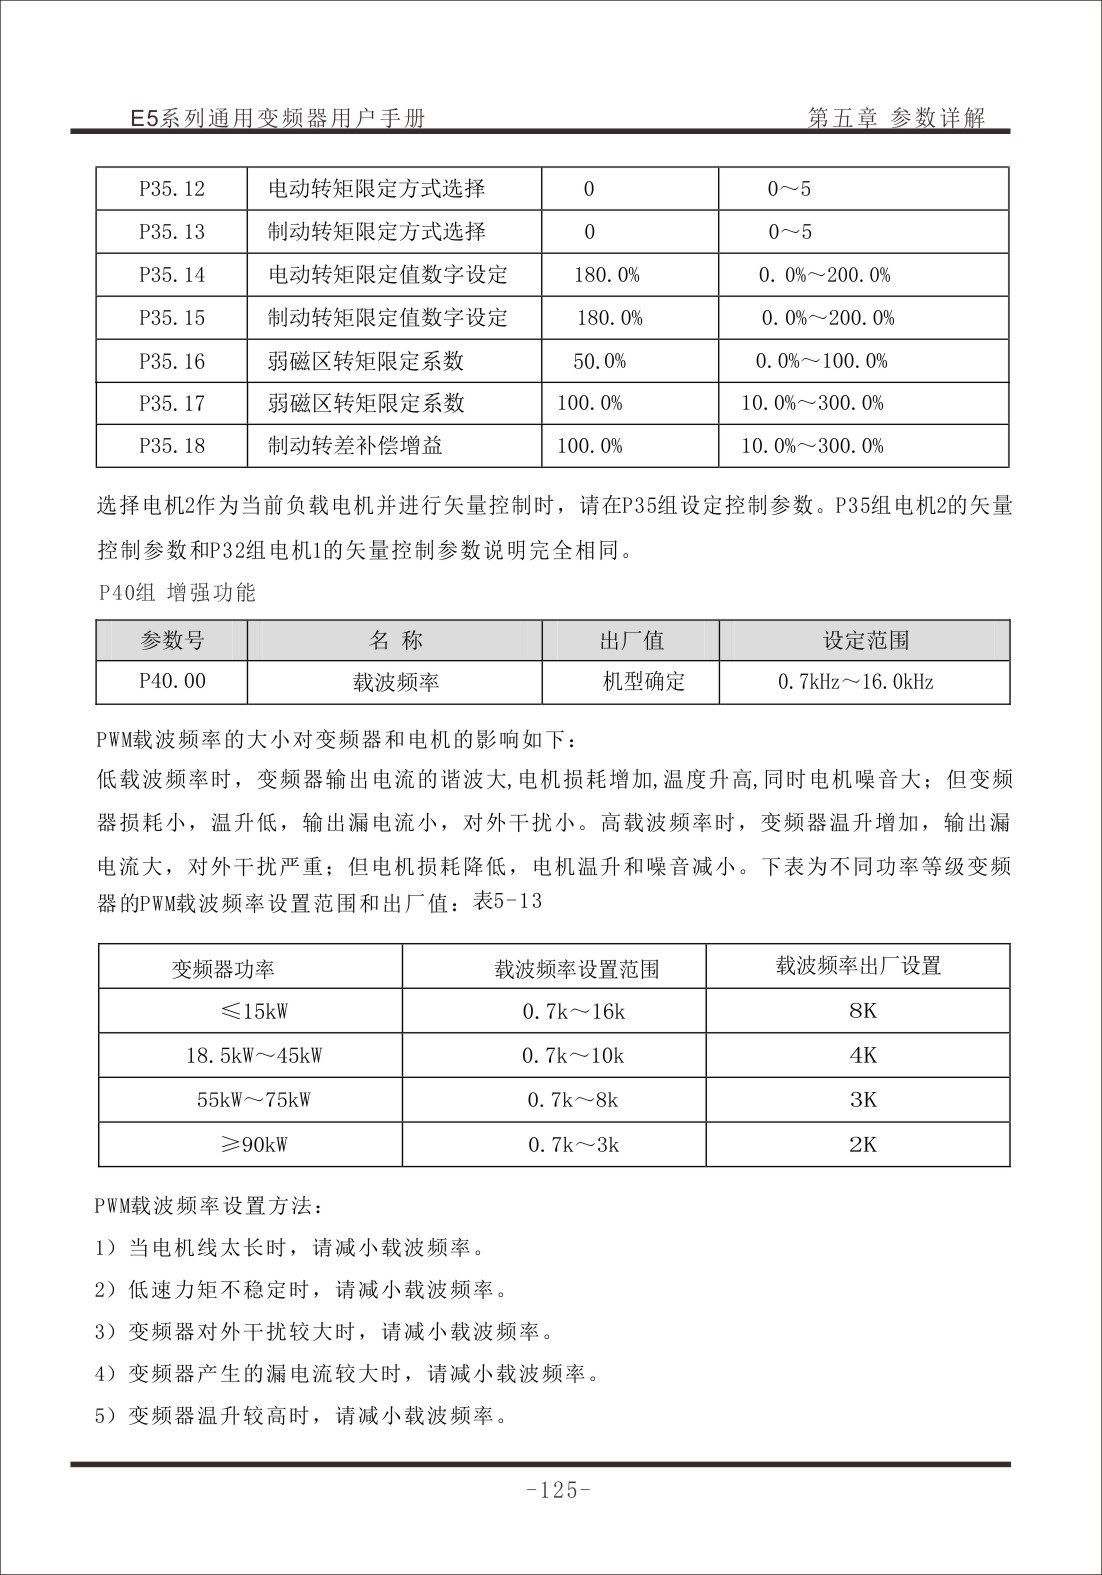 E5系列通用变频器用户手册 第五章 参数详解
P35.12 电动转矩限定方式选择 0 0～5
P35.13 制动转矩限定方式选择 0 0～5
P35.14 电动转矩限定值数字设定 180.0% 0.0%～200.0%
P35.15 制动转矩限定值数字设定 180.0% 0.0%～200.0%
P35.16 弱磁区转矩限定系数 50.0% 0.0%～100.0%
P35.17 弱磁区转矩限定系数 100.0% 10.0%～300.0%
P35.18 制动转差补偿增益 100.0% 10.0%～300.0%
选择电机2作为当前负载电机并进行矢量控制时，请在P35组设定控制参数。P35组电机2的矢量
控制参数和P32组电机1的矢量控制参数说明完全相同。
P40组 增强功能
参数号 名 称 出厂值 设定范围
P40.00 载波频率 机型确定 0.7kHz～16.0kHz
PWM载波频率的大小对变频器和电机的影响如下：
低载波频率时，变频器输出电流的谐波大,电机损耗增加,温度升高,同时电机噪音大；但变频
器损耗小，温升低，输出漏电流小，对外干扰小。高载波频率时，变频器温升增加，输出漏
电流大，对外干扰严重；但电机损耗降低，电机温升和噪音减小。下表为不同功率等级变频
器的PWM载波频率设置范围和出厂值：表5-13
变频器功率 载波频率设置范围 载波频率出厂设置
≤15kW 0.7k～16k 8K
18.5kW～45kW 0.7k～10k 4K
55kW～75kW 0.7k～8k 3K
≥90kW 0.7k～3k 2K
PWM载波频率设置方法：
1）当电机线太长时，请减小载波频率。
2）低速力矩不稳定时，请减小载波频率。
3）变频器对外干扰较大时，请减小载波频率。
4）变频器产生的漏电流较大时，请减小载波频率。
5）变频器温升较高时，请减小载波频率。
-125-